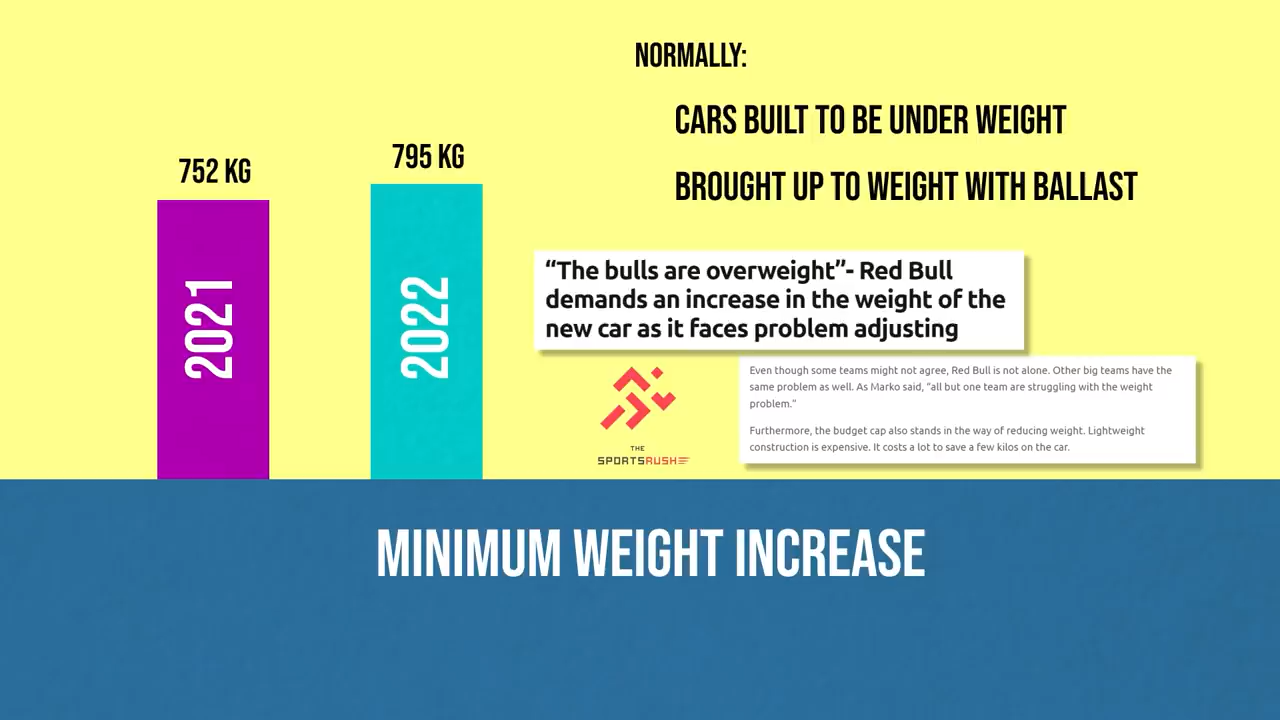 NORMALLY:
CARS BUILT TO BE UNDER WEIGHT
BROUGHT UP TO WEIGHT WITH BALLAST
752 KG
795 KG
2021
2022
“The bulls are overweight”- Red Bull
demands an increase in the weight of the
new car as it faces problem adjusting
THE
SPORTSRUSH
Even though some teams might not agree, Red Bull is not alone. Other big teams have the
same problem as well. As Marko said, “all but one team are struggling with the weight
problem.”
Furthermore, the budget cap also stands in the way of reducing weight. Lightweight
construction is expensive. It costs a lot to save a few kilos on the car.
MINIMUM WEIGHT INCREASE